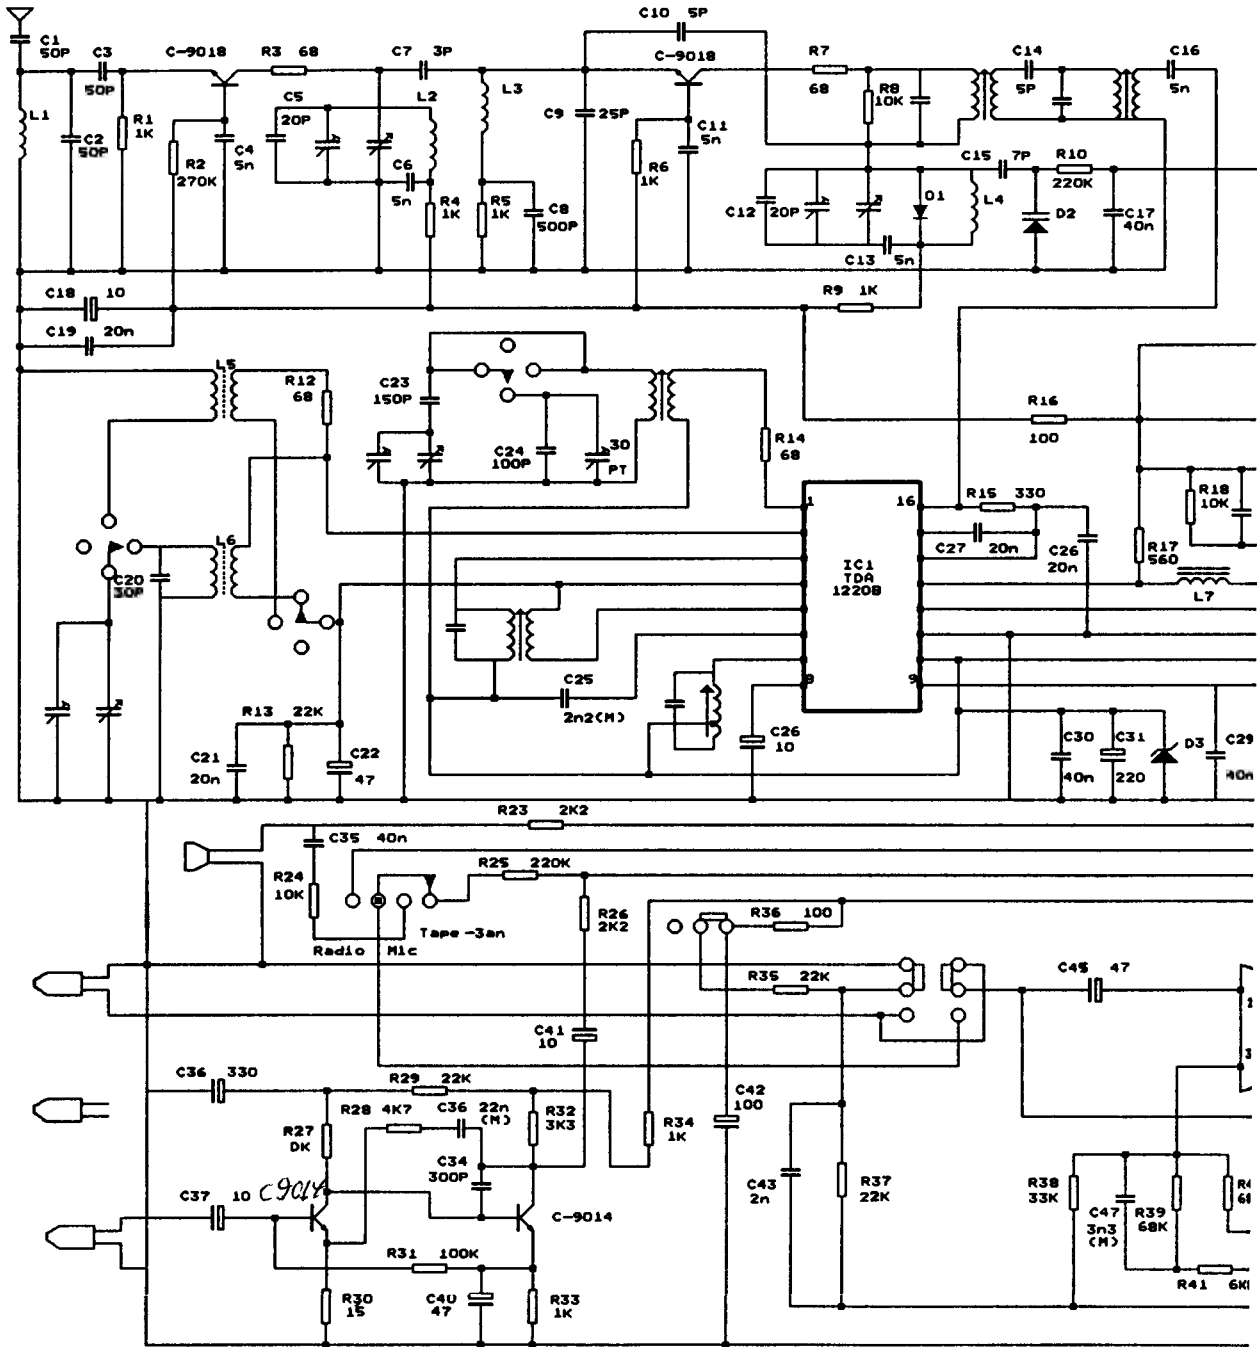 C10 5P
C1
50P
C3
50P
C-9018
R3 68
C7 3P
C-9018
R7
68
C14
5P
C16
5n
L1
C2
50P
R1
1K
R2
270K
C4
5n
C5
20P
L2
C6
5n
R4
1K
L3
R5
1K
C8
500P
C9
25P
R6
1K
C11
5n
R8
10K
C15 7P
R10
220K
C12 20P
D1
L4
C13 5n
D2
C17
40n
C18 10
C19 20n
R9 1K
L5
R12
68
C23
150P
C24
100P
30
PT
R14
68
R16
100
R18
10K
1
16
R15 330
C27 20n
C26
20n
R17
560
L7
IC1
TDA
1220B
8
9
L6
C20
30P
C25
2n2(M)
R13 22K
C21
20n
C22
47
C26
10
C30
40n
C31
220
D3
C29
40n
R23 2K2
C35 40n
R24
10K
R25 220K
R26
2K2
Radio Mic
Tape-3an
R36 100
R35 22K
C45 47
C41
10
C36 330
R29 22K
R28 4K7
C36 22n
(M)
R32
3K3
R27
DK
C34
300P
R34
1K
C42
100
C43
2n
R37
22K
R38
33K
C47
3n3
(M)
R39
68K
R41
C37 10 C9014
C-9014
R31 100K
R30
15
C40
47
R33
1K